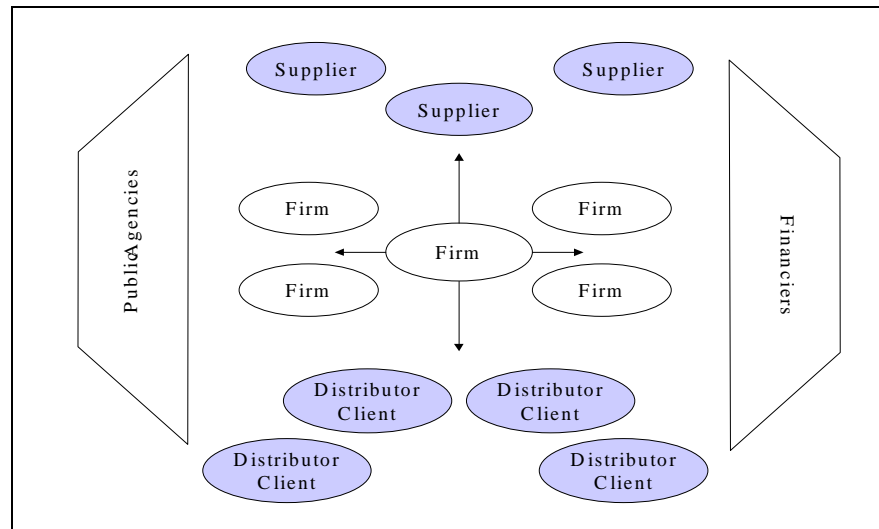 Supplier
Supplier
Supplier
Public Agencies
Firm
Firm
Firm
Firm
Firm
Financiers
Distributor
Client
Distributor
Client
Distributor
Client
Distributor
Client